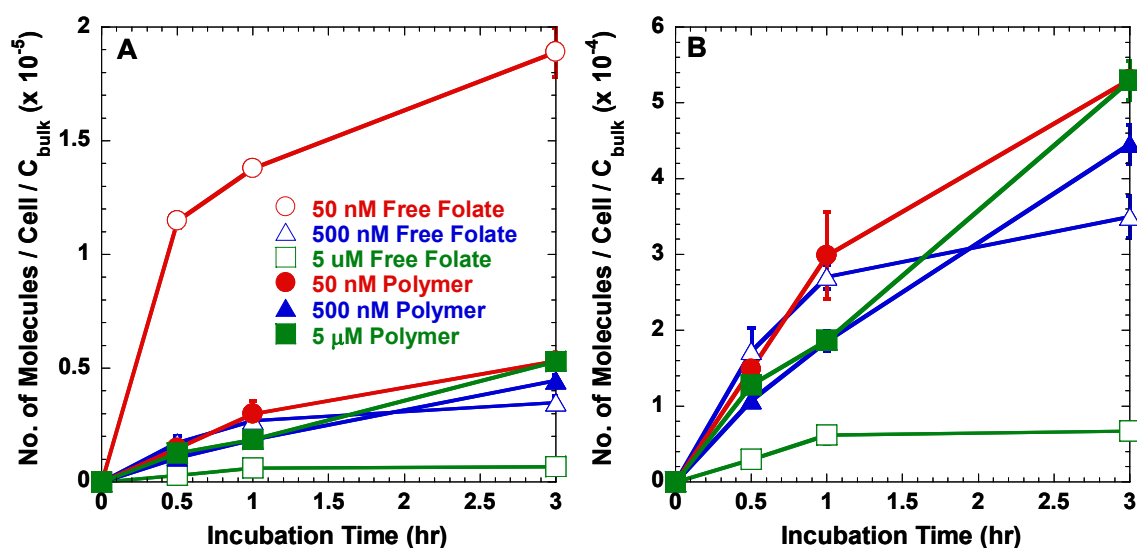 A
No. of Molecules / Cell / C_bulk (x 10^-5)
2
1.5
1
0.5
0
50 nM Free Folate
500 nM Free Folate
5 uM Free Folate
50 nM Polymer
500 nM Polymer
5 μM Polymer
0 0.5 1 1.5 2 2.5 3
Incubation Time (hr)
B
No. of Molecules / Cell / C_bulk (x 10^-4)
6
5
4
3
2
1
0
0 0.5 1 1.5 2 2.5 3
Incubation Time (hr)